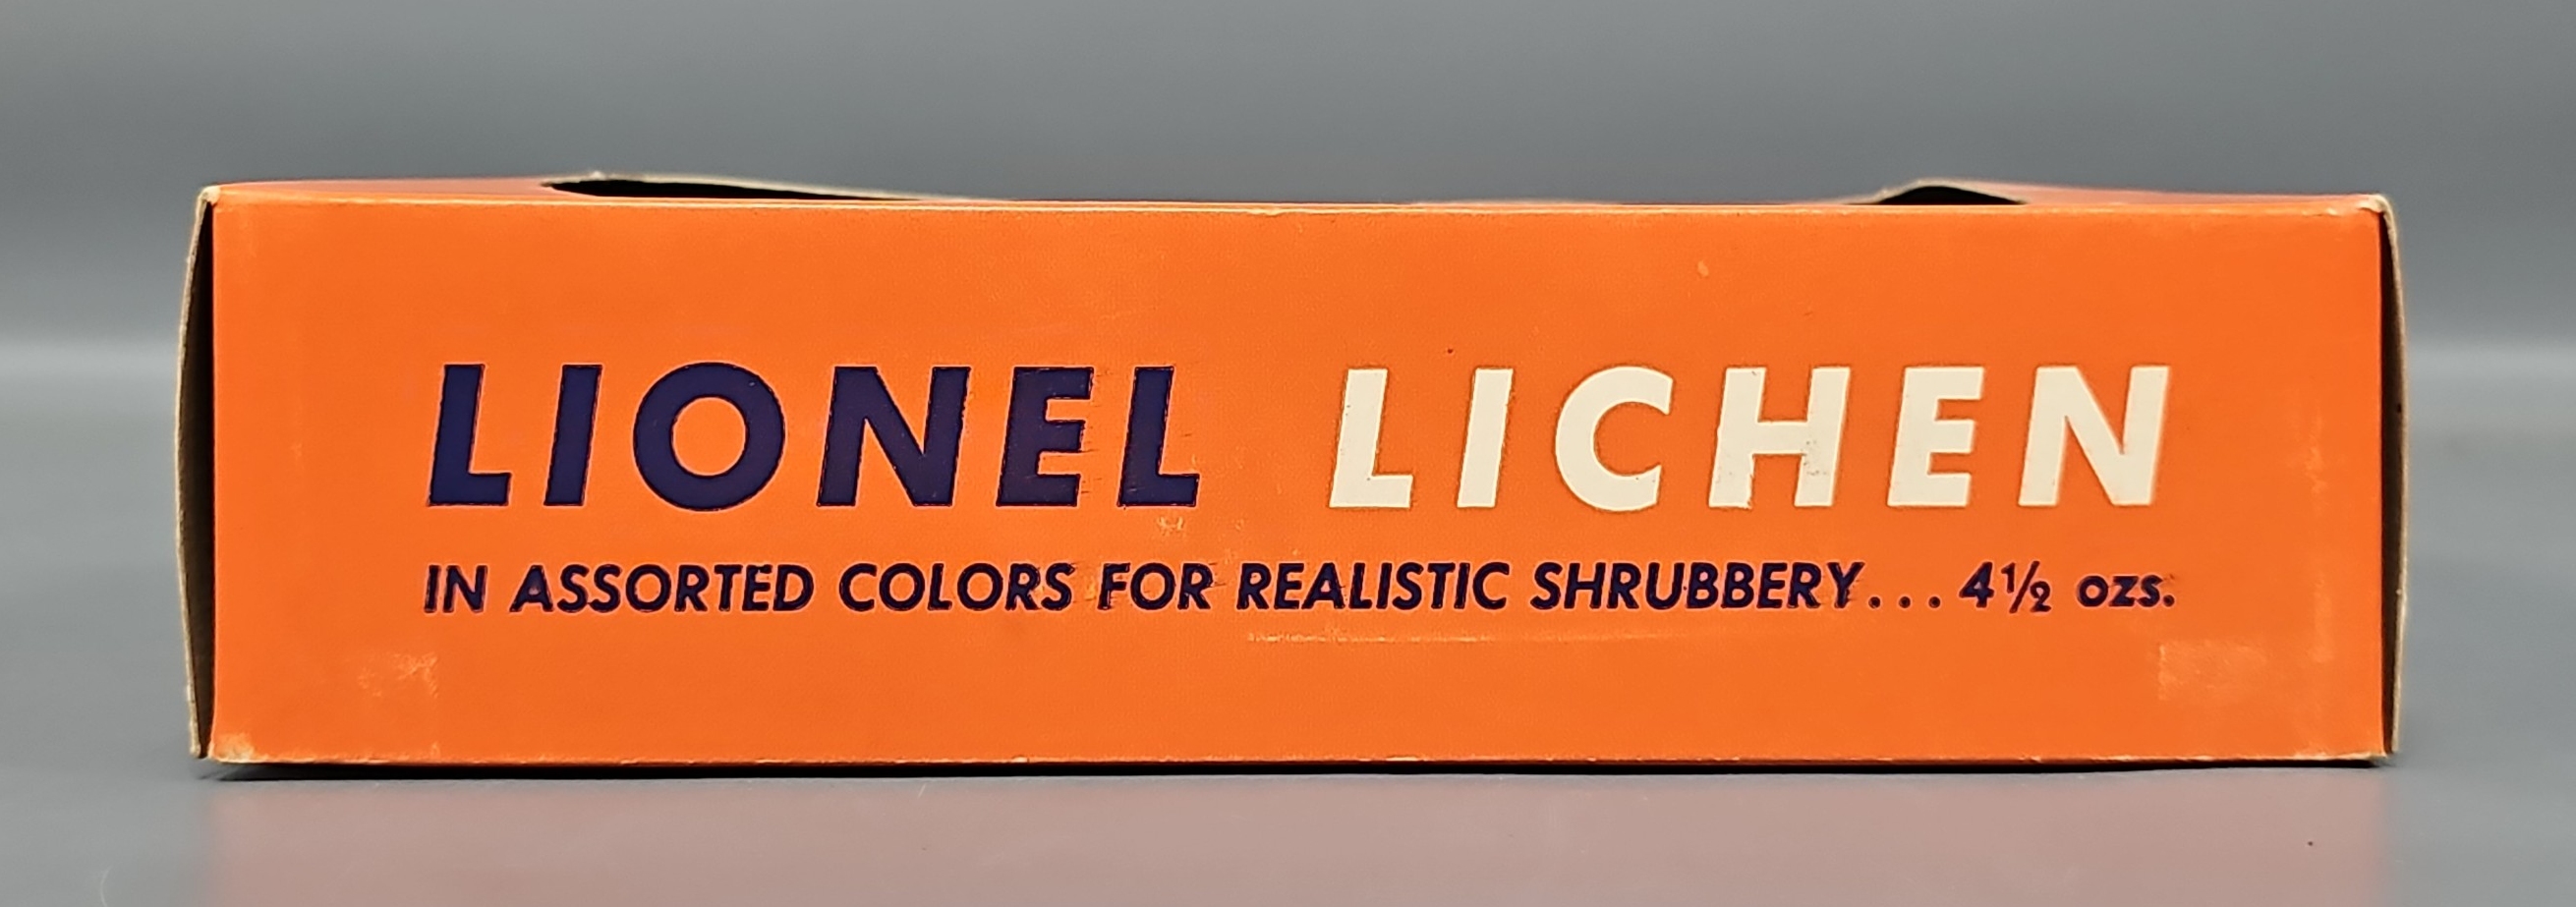 LIONEL LICHEN
IN ASSORTED COLORS FOR REALISTIC SHRUBBERY... 4½ ozs.